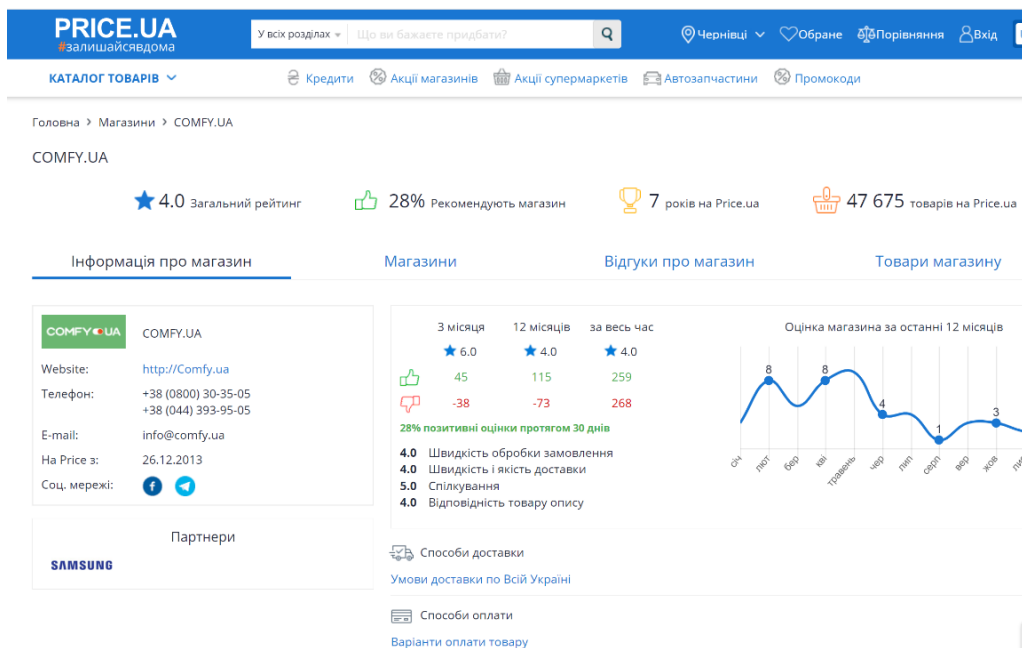 PRICE.UA
#залишайсявдома
У всіх розділах
Що ви бажаєте придбати?
Чернівці
Обране
Порівняння
Вхід
КАТАЛОГ ТОВАРІВ
Кредити
Акції магазинів
Акції супермаркетів
Автозапчастини
Промокоди
Головна > Магазини > COMFY.UA
COMFY.UA
4.0 Загальний рейтинг
28% Рекомендують магазин
7 років на Price.ua
47 675 товарів на Price.ua
Інформація про магазин
Магазини
Відгуки про магазин
Товари магазину
COMFY UA
COMFY.UA
Website: http://Comfy.ua
Телефон: +38 (0800) 30-35-05
+38 (044) 393-95-05
E-mail: info@comfy.ua
На Price з: 26.12.2013
Соц. мережі:
Партнери
SAMSUNG
3 місяця 12 місяців за весь час
6.0 4.0 4.0
45 115 259
-38 -73 268
28% позитивні оцінки протягом 30 днів
4.0 Швидкість обробки замовлення
4.0 Швидкість і якість доставки
5.0 Спілкування
4.0 Відповідність товару опису
Оцінка магазина за останні 12 місяців
8 8 4 1 3
січ лют бер кві травень чер лип серп вер жов
Способи доставки
Умови доставки по Всій Україні
Способи оплати
Варіанти оплати товару